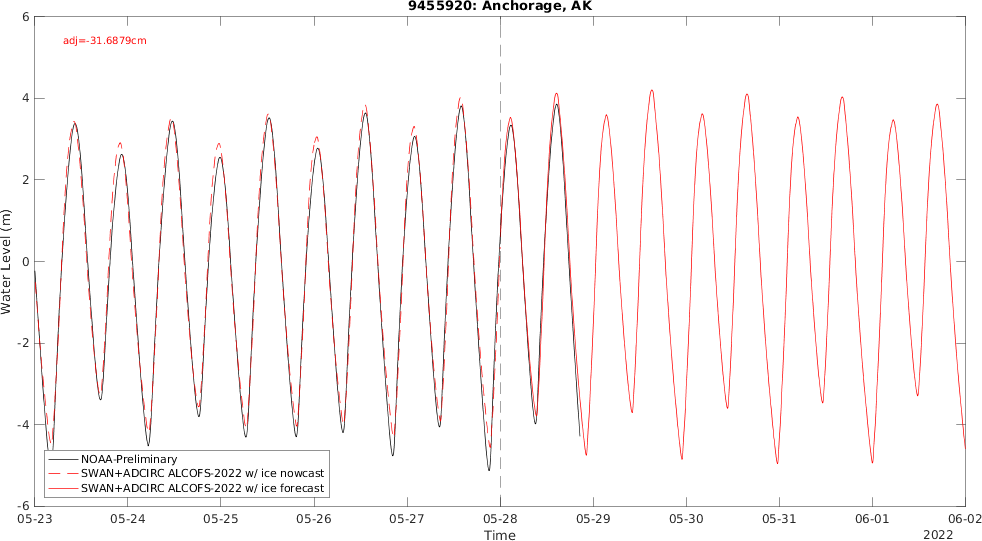 9455920: Anchorage, AK
adj=-31.6879cm
6
4
2
0
-2
-4
-6
Water Level (m)
NOAA-Preliminary
SWAN+ADCIRC ALCOFS-2022 w/ ice nowcast
SWAN+ADCIRC ALCOFS-2022 w/ ice forecast
05-23 05-24 05-25 05-26 05-27 05-28 05-29 05-30 05-31 06-01 06-02
Time
2022